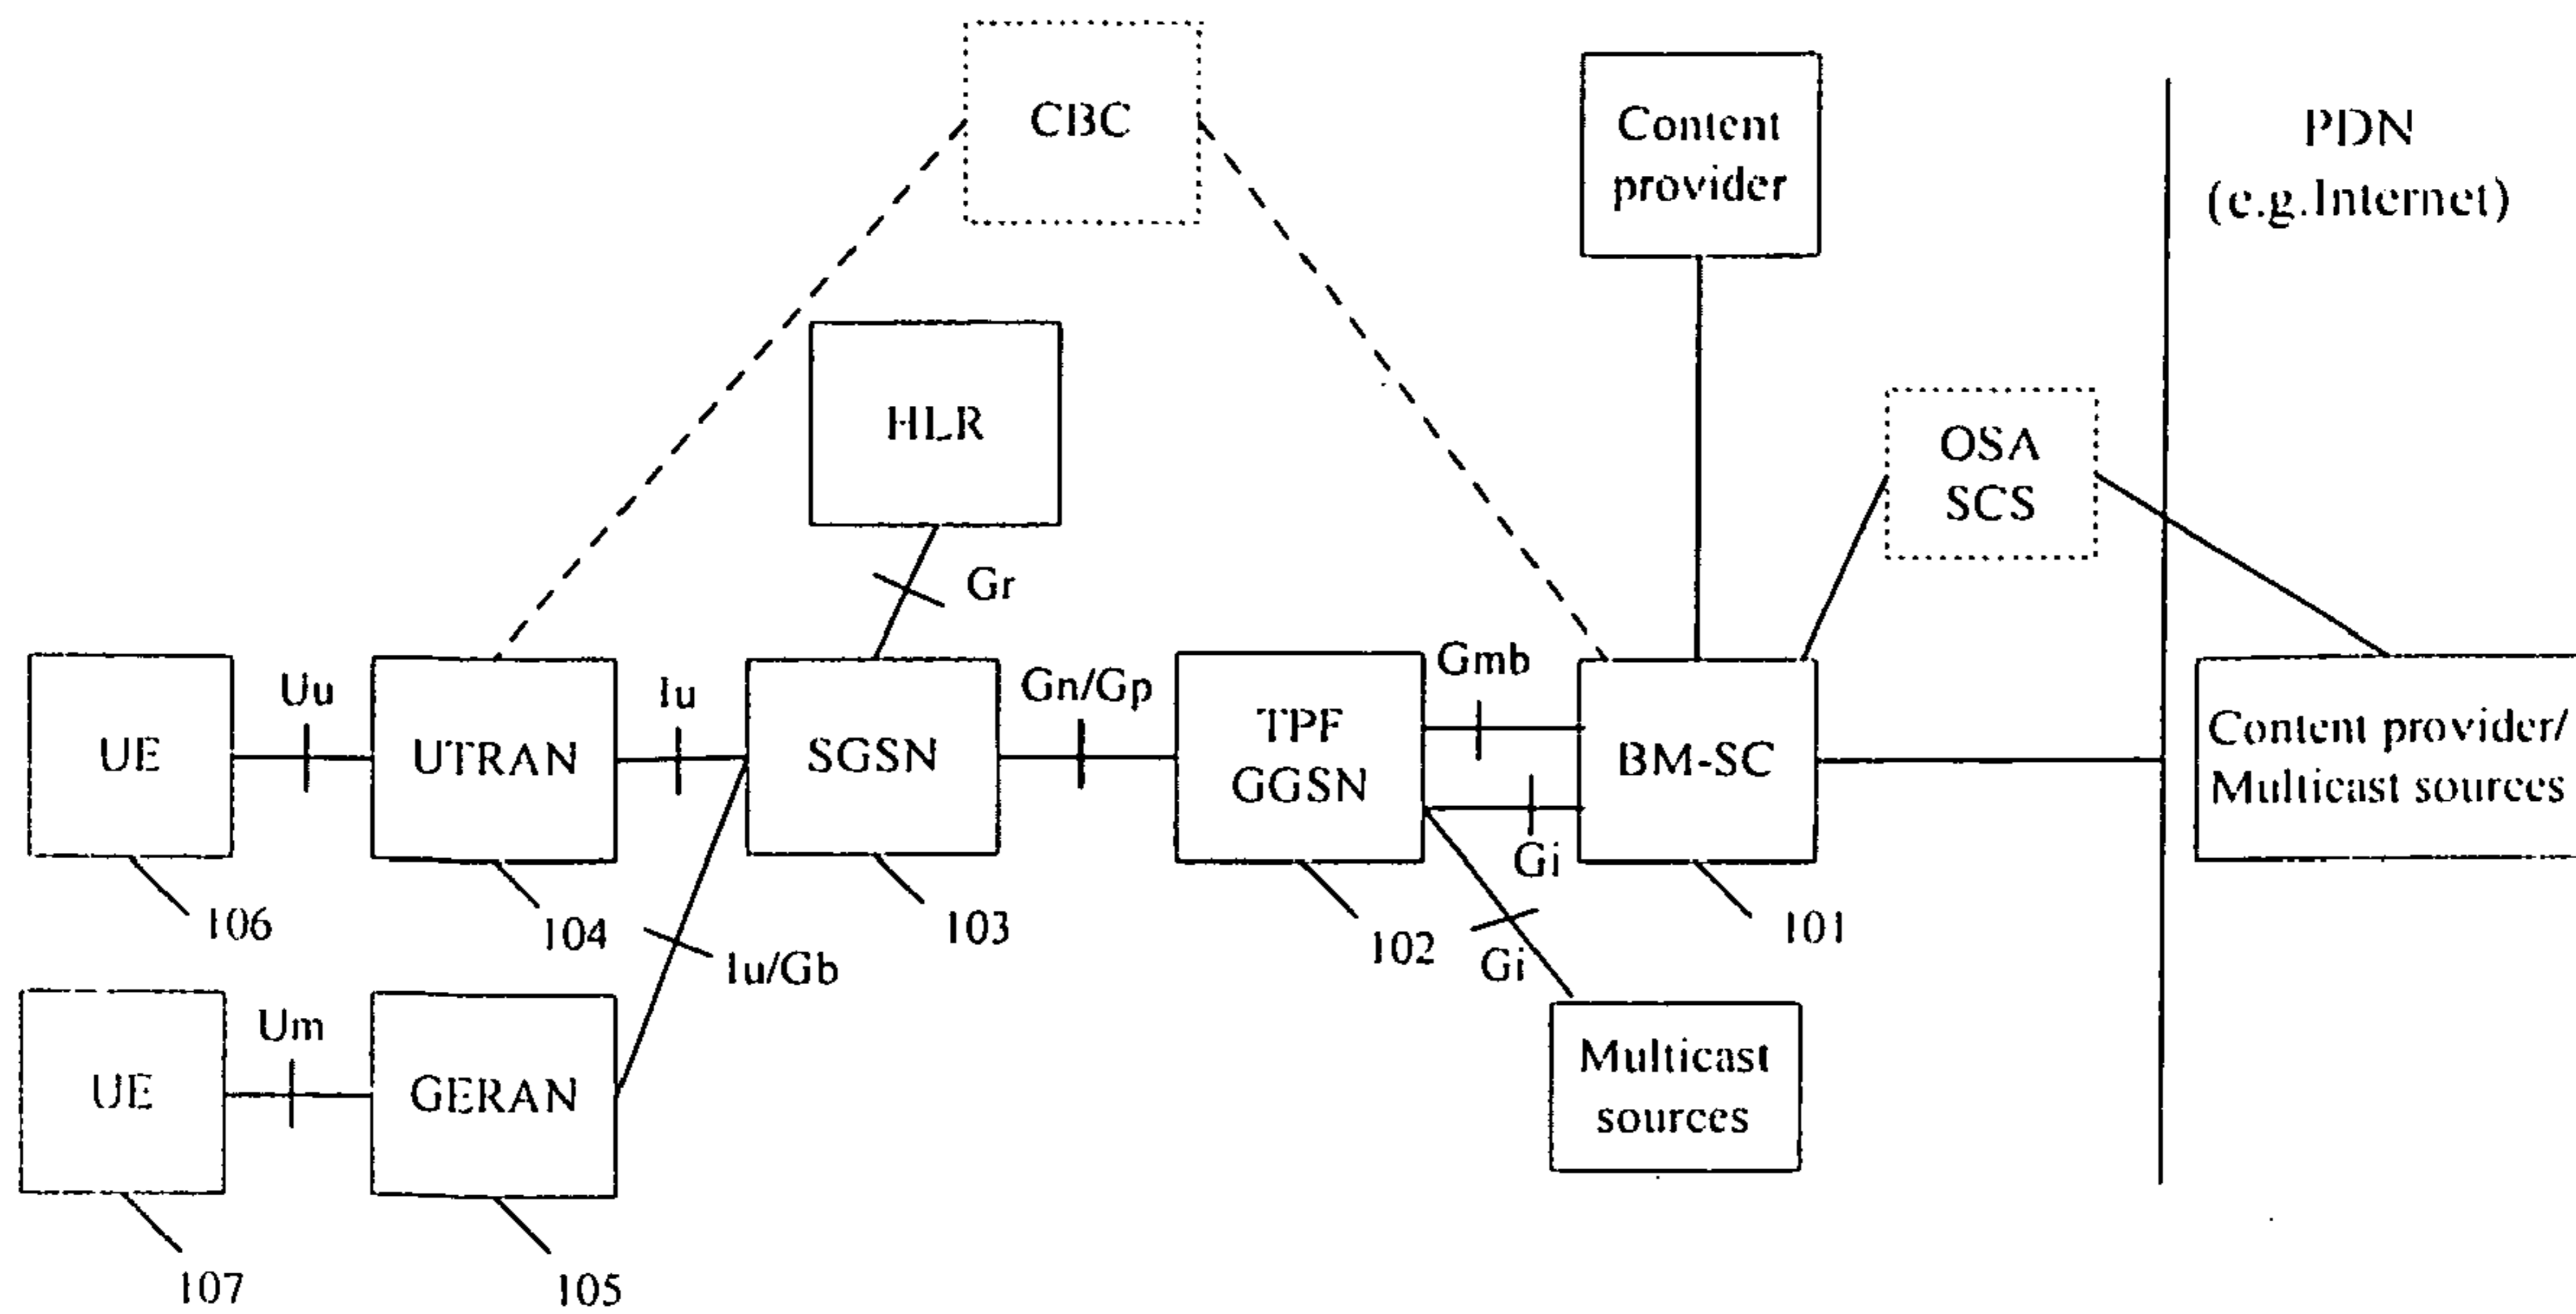 CBC
Content
provider
PDN
(e.g.Internet)
HLR
OSA
SCS
Gr
Gmb
Uu
Iu
Gn/Gp
UE
UTRAN
SGSN
TPF
GGSN
BM-SC
Content provider/
Multicast sources
Gi
106
104
103
102
101
Iu/Gb
Gi
Um
UE
GERAN
Multicast
sources
107
105